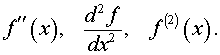 f''(x), d²f/dx², f⁽²⁾(x).